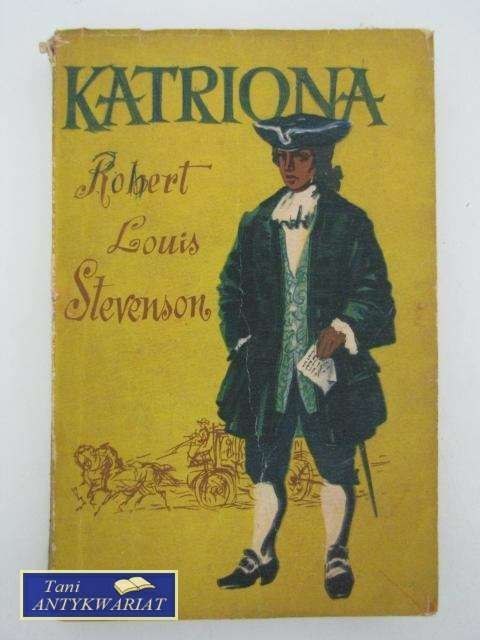 KATRIONA
Robert
Louis
Stevenson
Tani
ANTYKWARIAT